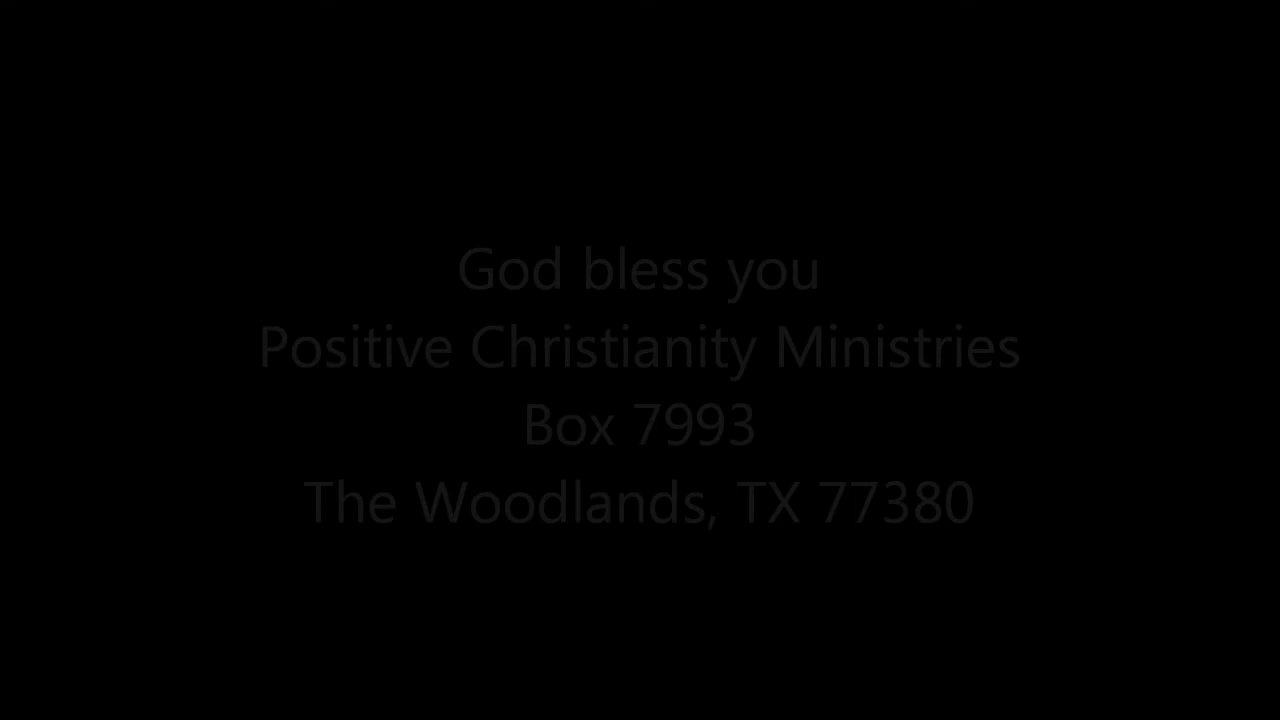 God bless you
Positive Christianity Ministries
Box 7993
The Woodlands, TX 77380